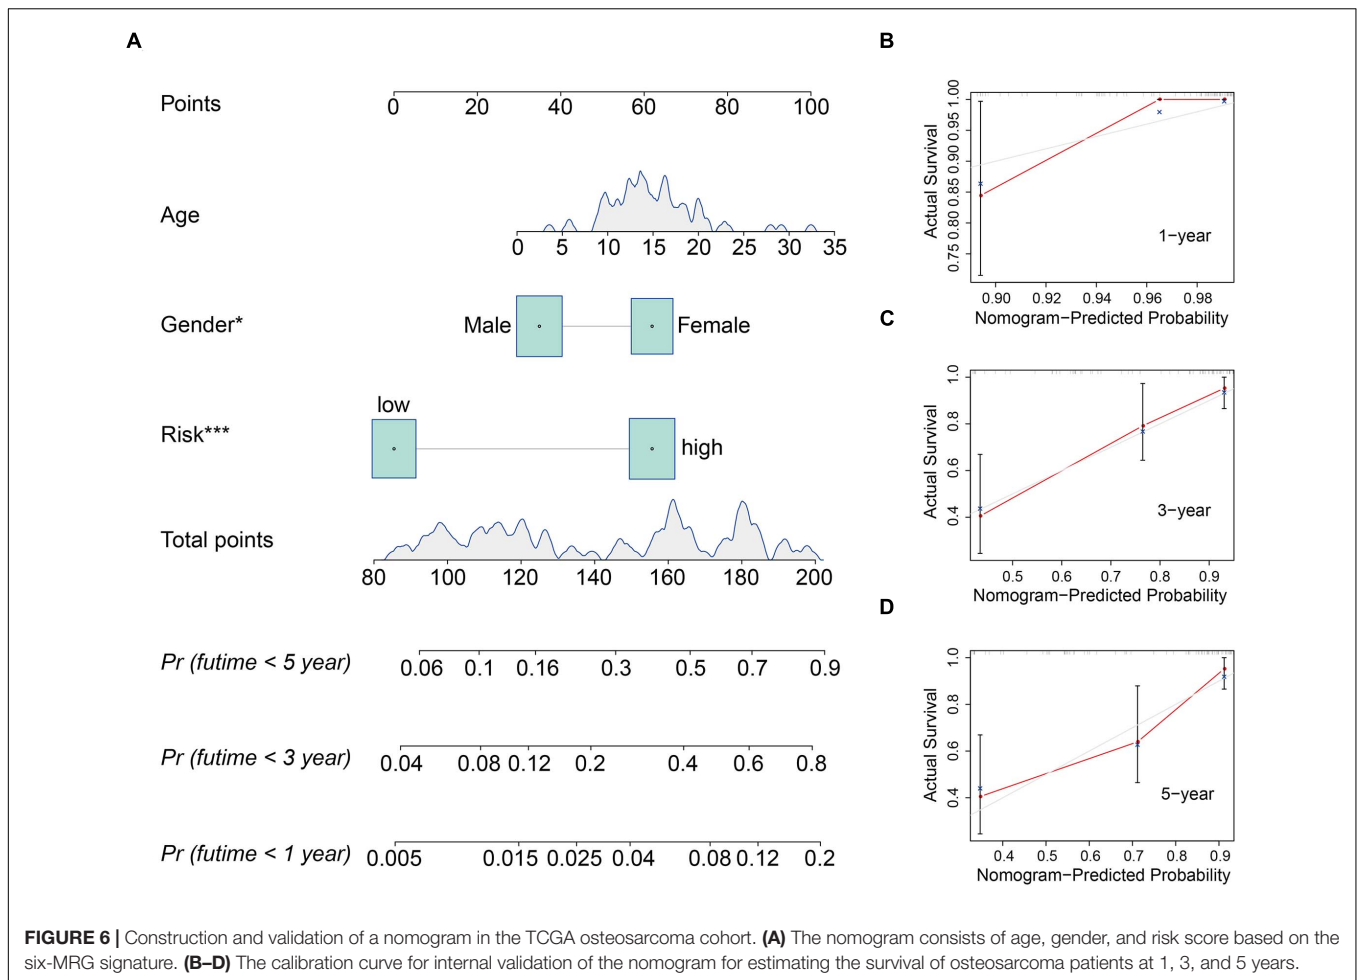 A
Points
0 20 40 60 80 100
Age
0 5 10 15 20 25 30 35
Gender*
Male
Female
Risk***
low
high
Total points
80 100 120 140 160 180 200
Pr (futime < 5 year)
0.06 0.1 0.16 0.3 0.5 0.7 0.9
Pr (futime < 3 year)
0.04 0.08 0.12 0.2 0.4 0.6 0.8
Pr (futime < 1 year)
0.005 0.015 0.025 0.04 0.08 0.12 0.2
B
Actual Survival
0.75 0.80 0.85 0.90 0.95 1.00
1−year
0.90 0.92 0.94 0.96 0.98
Nomogram−Predicted Probability
C
Actual Survival
0.4 0.6 0.8 1.0
3−year
0.5 0.6 0.7 0.8 0.9
Nomogram−Predicted Probability
D
Actual Survival
0.4 0.6 0.8 1.0
5−year
0.4 0.5 0.6 0.7 0.8 0.9
Nomogram−Predicted Probability
FIGURE 6 | Construction and validation of a nomogram in the TCGA osteosarcoma cohort. (A) The nomogram consists of age, gender, and risk score based on the
six-MRG signature. (B–D) The calibration curve for internal validation of the nomogram for estimating the survival of osteosarcoma patients at 1, 3, and 5 years.